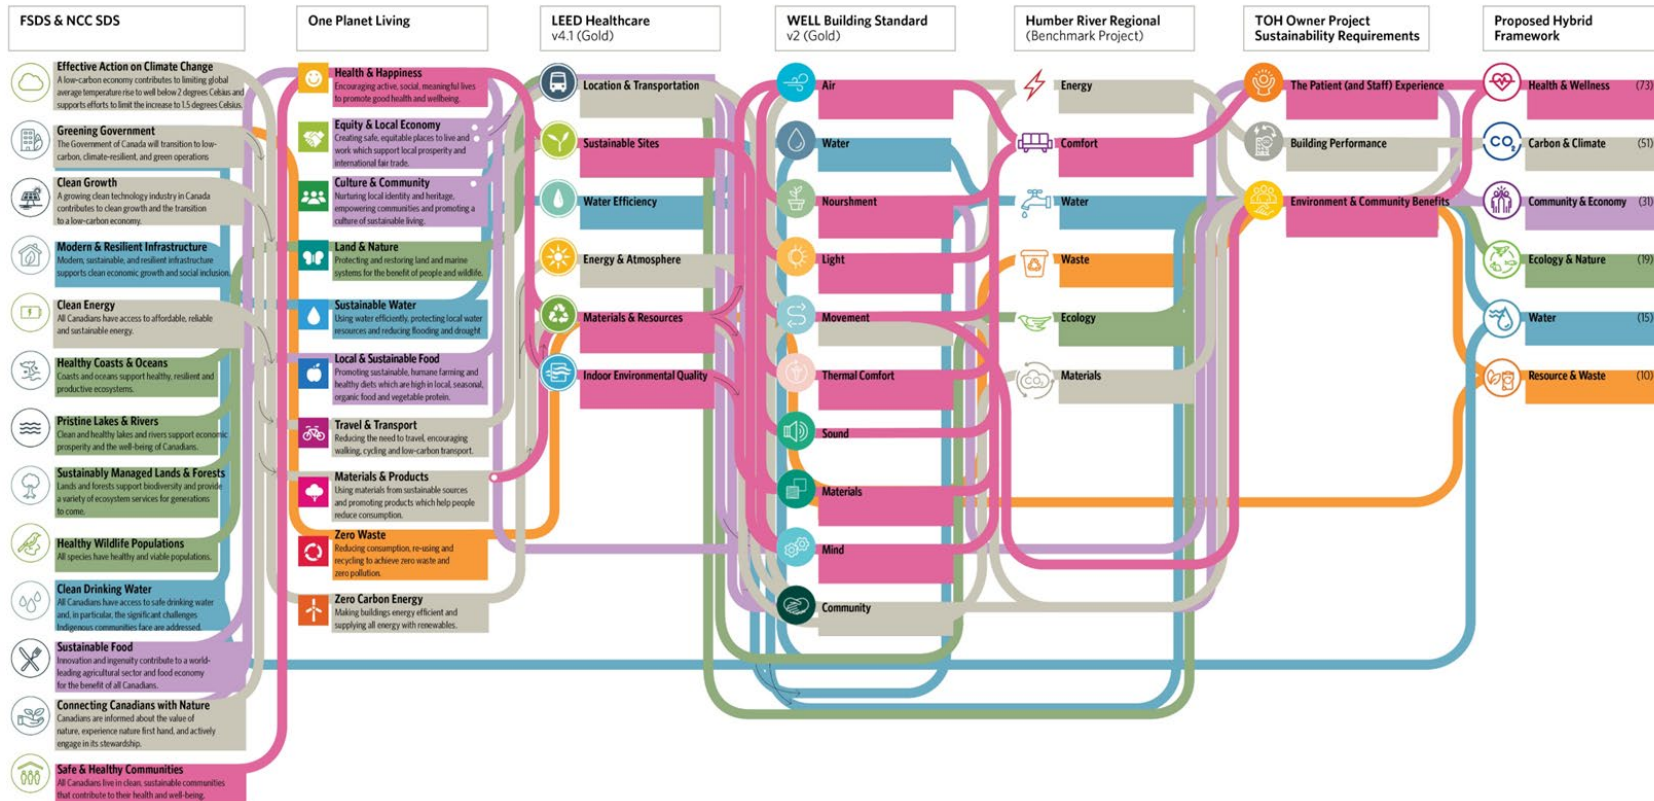 FSDS & NCC SDS
Effective Action on Climate Change
A low-carbon economy contributes to limiting global
average temperature rise to well below 2 degrees Celsius and
supports efforts to limit the increase to 1.5 degrees Celsius.
Greening Government
The Government of Canada will transition to low-
carbon, climate-resilient, and green operations
Clean Growth
A growing clean technology industry in Canada
contributes to clean growth and the transition
to a low-carbon economy.
Modern & Resilient Infrastructure
Modern, sustainable, and resilient infrastructure
supports clean economic growth and social inclusion.
Clean Energy
All Canadians have access to affordable, reliable
and sustainable energy.
Healthy Coasts & Oceans
Coasts and oceans support healthy, resilient and
productive ecosystems.
Pristine Lakes & Rivers
Clean and healthy lakes and rivers support economic
prosperity and the well-being of Canadians.
Sustainably Managed Lands & Forests
Lands and forests support biodiversity and provide
a variety of ecosystem services for generations
to come.
Healthy Wildlife Populations
All species have healthy and viable populations.
Clean Drinking Water
All Canadians have access to safe drinking water
and, in particular, the significant challenges
Indigenous communities face are addressed.
Sustainable Food
Innovation and ingenuity contribute to a world-
leading agricultural sector and food economy
for the benefit of all Canadians.
Connecting Canadians with Nature
Canadians are informed about the value of
nature, experience nature first hand, and actively
engage in its stewardship.
Safe & Healthy Communities
All Canadians live in clean, sustainable communities
that contribute to their health and well-being.
One Planet Living
Health & Happiness
Encouraging active, social, meaningful lives
to promote good health and wellbeing.
Equity & Local Economy
Creating safe, equitable places to live and
work which support local prosperity and
international fair trade.
Culture & Community
Nurturing local identity and heritage,
empowering communities and promoting a
culture of sustainable living.
Land & Nature
Protecting and restoring land and marine
systems for the benefit of people and wildlife.
Sustainable Water
Using water efficiently, protecting local water
resources and reducing flooding and drought
Local & Sustainable Food
Promoting sustainable, humane farming and
healthy diets which are high in local, seasonal,
organic food and vegetable protein.
Travel & Transport
Reducing the need to travel, encouraging
walking, cycling and low-carbon transport.
Materials & Products
Using materials from sustainable sources
and promoting products which help people
reduce consumption.
Zero Waste
Reducing consumption, re-using and
recycling to achieve zero waste and
zero pollution.
Zero Carbon Energy
Making buildings energy efficient and
supplying all energy with renewables.
LEED Healthcare
v4.1 (Gold)
Location & Transportation
Sustainable Sites
Water Efficiency
Energy & Atmosphere
Materials & Resources
Indoor Environmental Quality
WELL Building Standard
v2 (Gold)
Air
Water
Nourshment
Light
Movement
Thermal Comfort
Sound
Materials
Mind
Community
Humber River Regional
(Benchmark Project)
Energy
Comfort
Water
Waste
Ecology
CO2
Materials
TOH Owner Project
Sustainability Requirements
The Patient (and Staff) Experience
Building Performance
Environment & Community Benefits
Proposed Hybrid
Framework
Health & Wellness (73)
CO2 Carbon & Climate (51)
Community & Economy (31)
Ecology & Nature (19)
Water (15)
Resource & Waste (10)